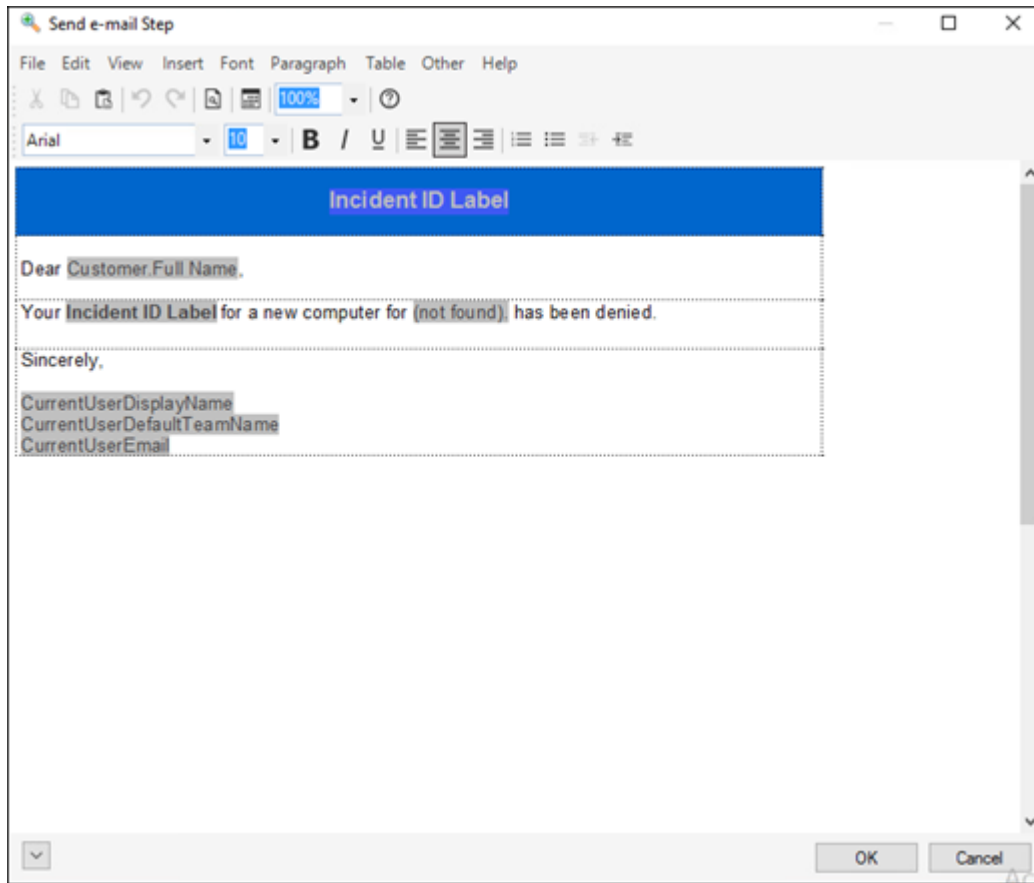 Send e-mail Step
File Edit View Insert Font Paragraph Table Other Help
100%
Arial 10 B I U
Incident ID Label
Dear Customer.Full Name,
Your Incident ID Label for a new computer for (not found), has been denied.
Sincerely,
CurrentUserDisplayName
CurrentUserDefaultTeamName
CurrentUserEmail
OK Cancel